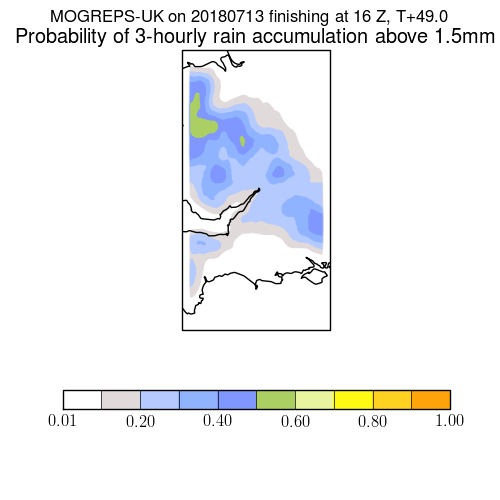 MOGREPS-UK on 20180713 finishing at 16 Z, T+49.0
Probability of 3-hourly rain accumulation above 1.5mm
0.01 0.20 0.40 0.60 0.80 1.00